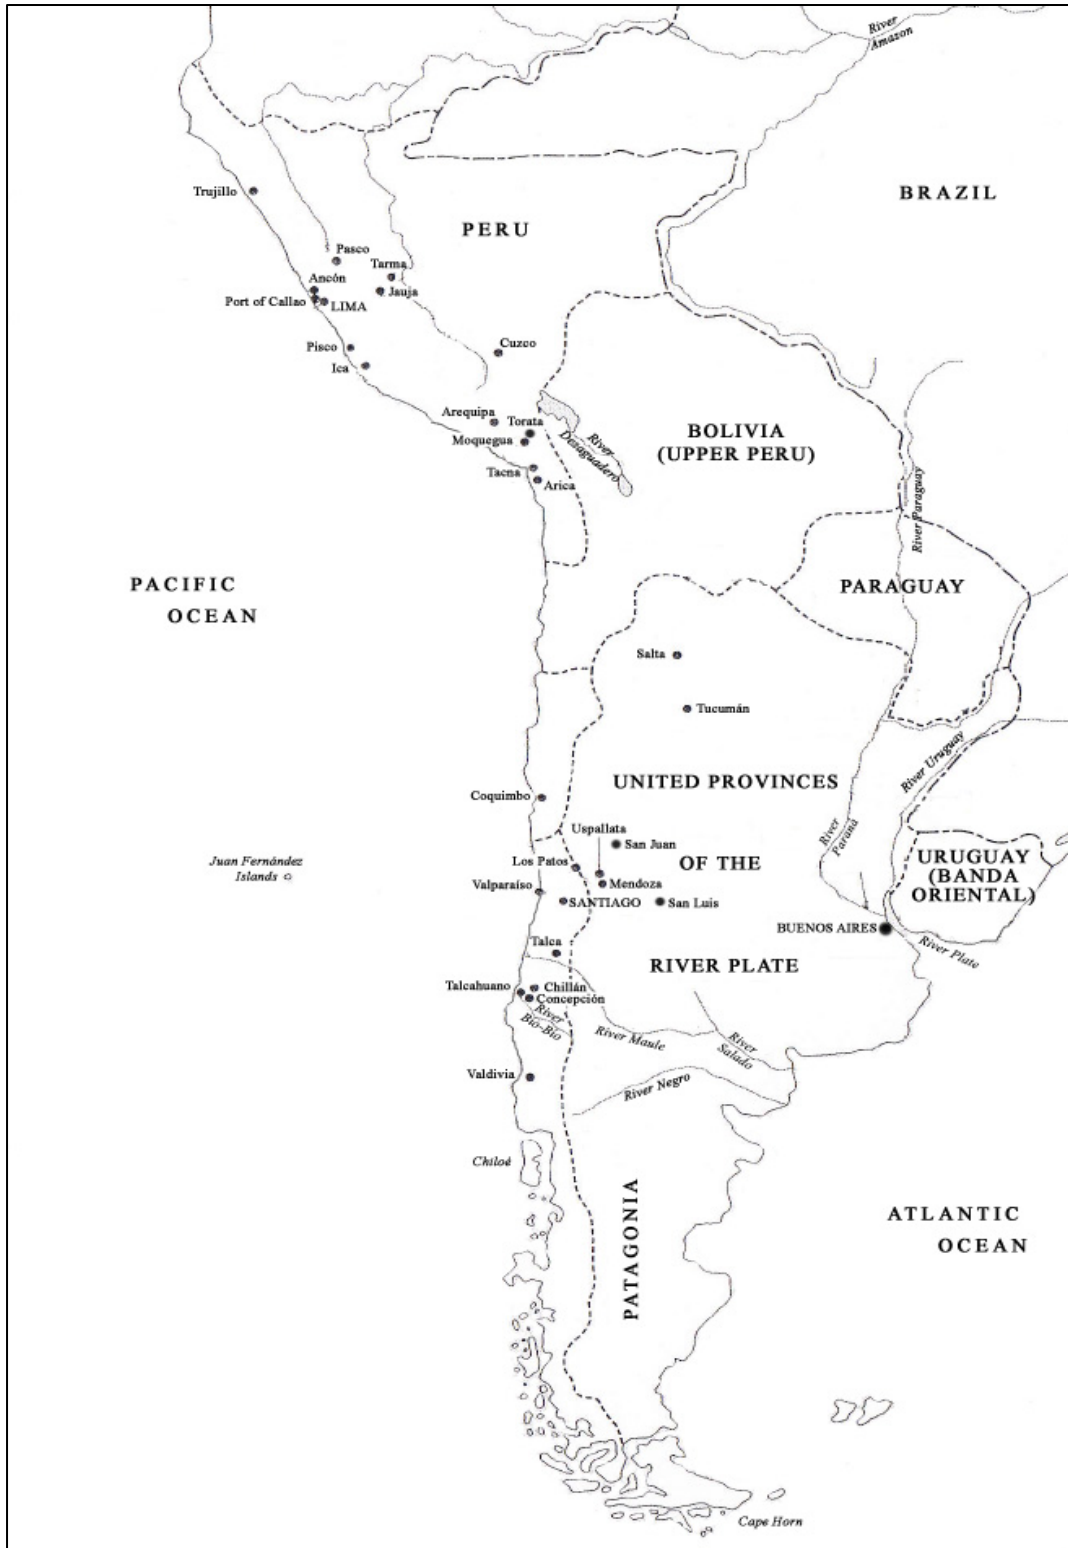 River
Amazon
Trujillo
BRAZIL
PERU
Pasco
Tarma
Ancón
Jauja
Port of Callao
LIMA
Pisco
Cuzco
Ica
Arequipa
Torata
Moquegua
River
Desaguadero
BOLIVIA
(UPPER PERU)
Tacna
Arica
River Paraguay
PACIFIC
OCEAN
PARAGUAY
Salta
Tucumán
River Uruguay
UNITED PROVINCES
Coquimbo
River
Paraná
Uspallata
San Juan
Juan Fernández
Islands
Los Patos
OF THE
URUGUAY
(BANDA
ORIENTAL)
Valparaíso
Mendoza
SANTIAGO
San Luis
BUENOS AIRES
River Plate
Talca
RIVER PLATE
Talcahuano
Chillán
Concepción
River
Bío-Bío
River Maule
River
Salado
Valdivia
River Negro
Chiloé
PATAGONIA
ATLANTIC
OCEAN
Cape Horn